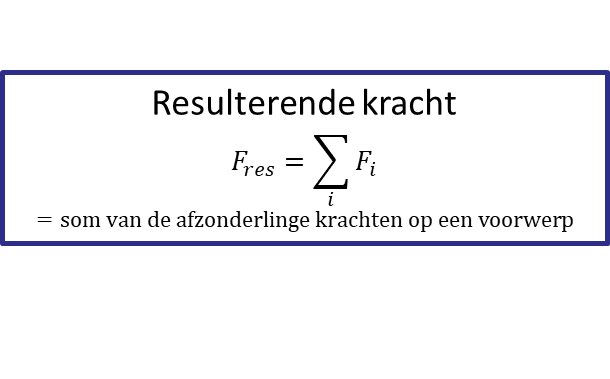 Resulterende kracht
F_res = ∑_i F_i
= som van de afzonderlinge krachten op een voorwerp